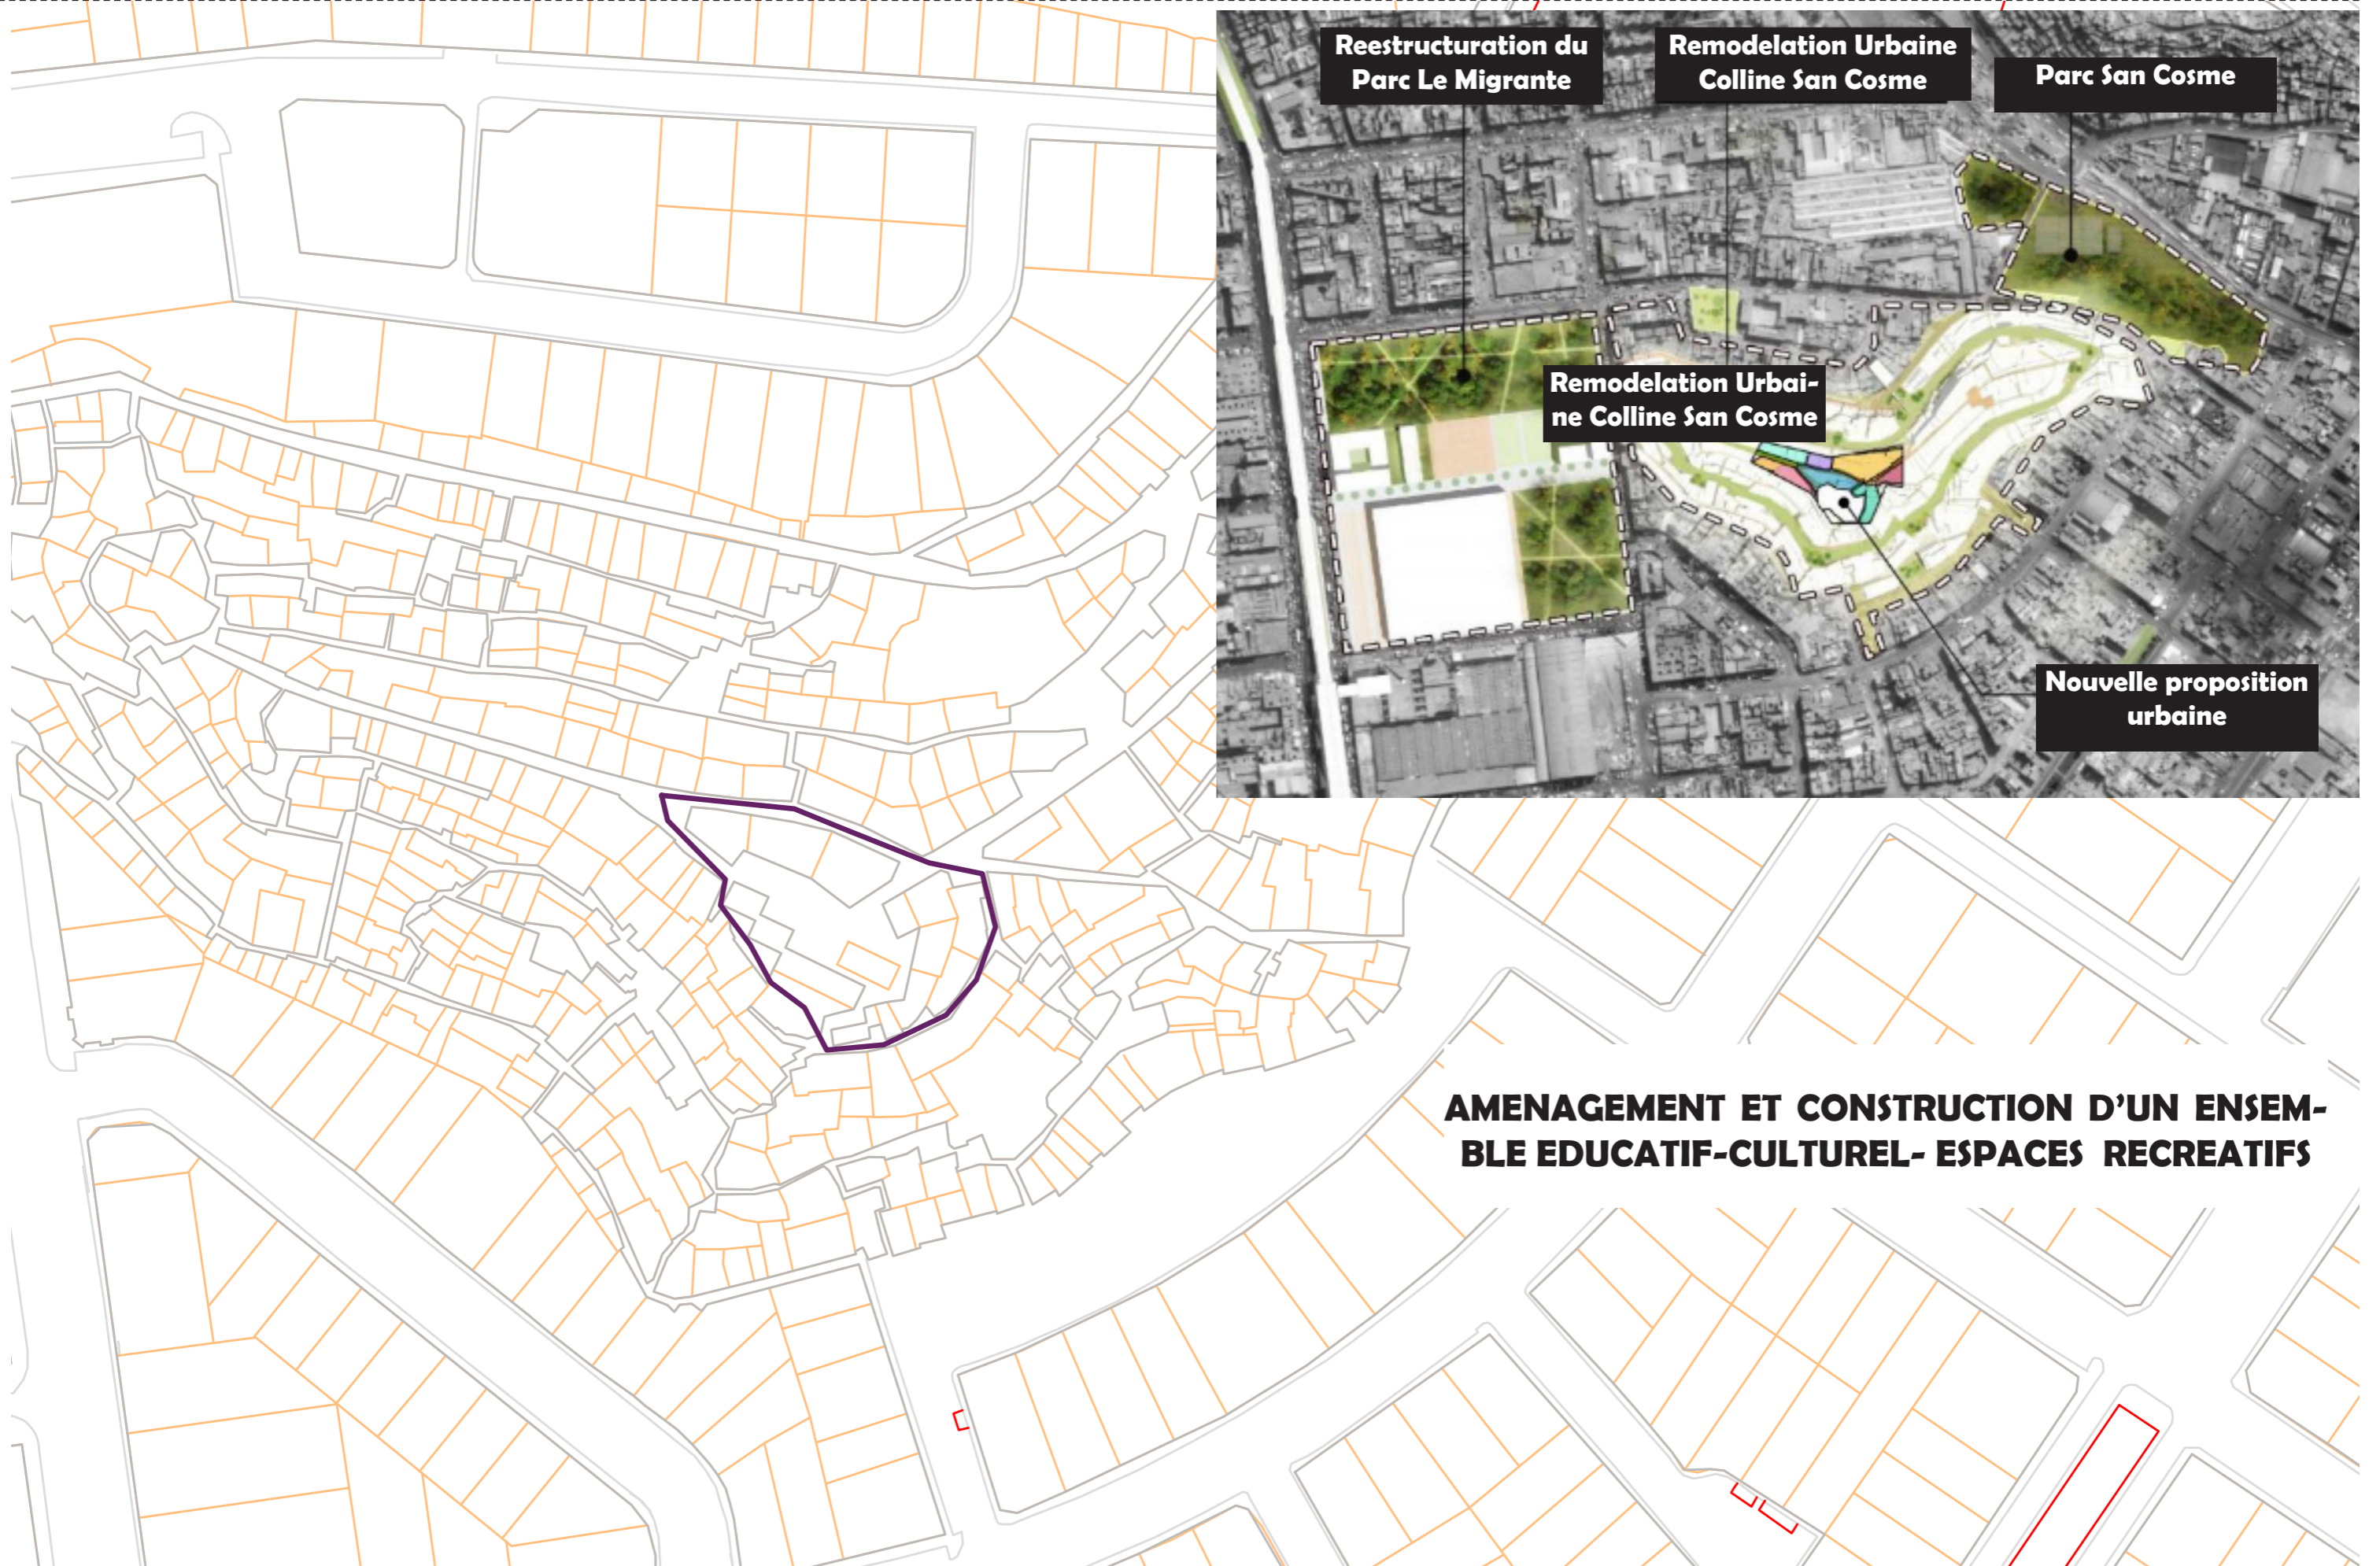 Reestructuration du
Parc Le Migrante
Remodelation Urbaine
Colline San Cosme
Parc San Cosme
Remodelation Urbai-
ne Colline San Cosme
Nouvelle proposition
urbaine
AMENAGEMENT ET CONSTRUCTION D'UN ENSEM-
BLE EDUCATIF-CULTUREL- ESPACES RECREATIFS